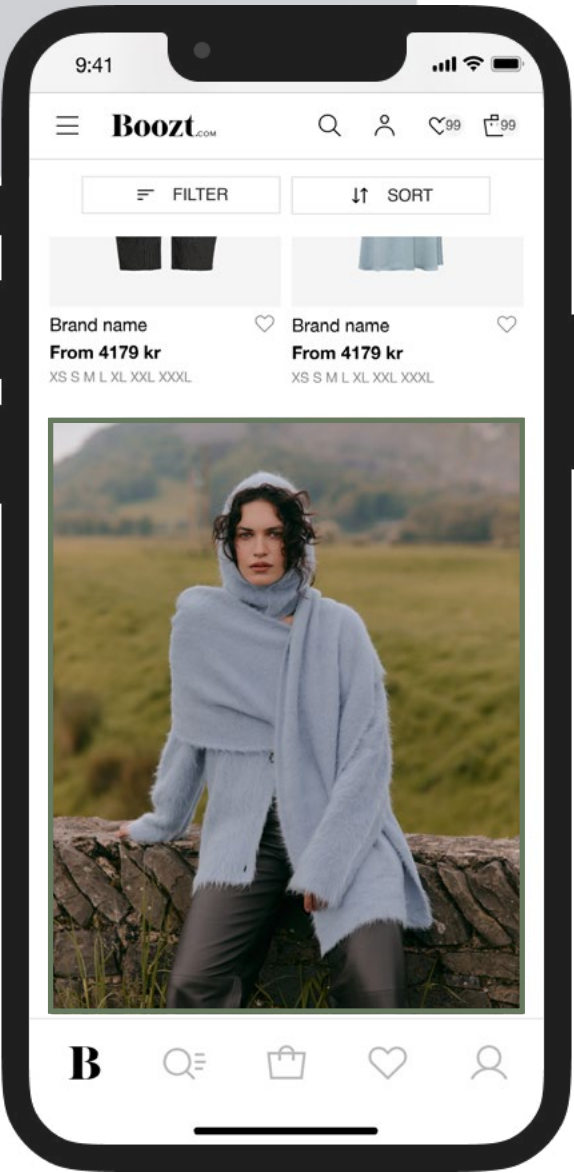 9:41
Boozt.COM
99
99
FILTER
SORT
Brand name
From 4179 kr
XS S M L XL XXL XXXL
Brand name
From 4179 kr
XS S M L XL XXL XXXL
B